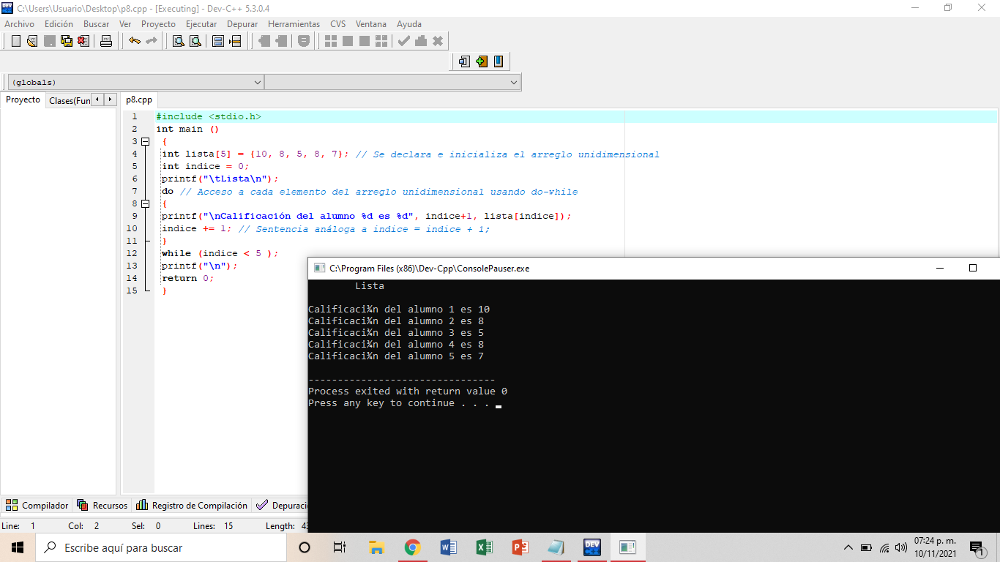 C:\Users\Usuario\Desktop\p8.cpp - [Executing] - Dev-C++ 5.3.0.4
Archivo Edición Buscar Ver Proyecto Ejecutar Depurar Herramientas CVS Ventana Ayuda
(globals)
Proyecto Clases(Fun p8.cpp
1 #include <stdio.h>
2 int main ()
3 {
4 int lista[5] = {10, 8, 5, 8, 7}; // Se declara e inicializa el arreglo unidimensional
5 int indice = 0;
6 printf("\tLista\n");
7 do // Acceso a cada elemento del arreglo unidimensional usando do-while
8 {
9 printf("\nCalificación del alumno %d es %d", indice+1, lista[indice]);
10 indice += 1; // Sentencia análoga a indice = indice + 1;
11 }
12 while (indice < 5 );
13 printf("\n");
14 return 0;
15 }
C:\Program Files (x86)\Dev-Cpp\ConsolePauser.exe
Lista
Calificaci¾n del alumno 1 es 10
Calificaci¾n del alumno 2 es 8
Calificaci¾n del alumno 3 es 5
Calificaci¾n del alumno 4 es 8
Calificaci¾n del alumno 5 es 7
--------------------------------
Process exited with return value 0
Press any key to continue . . .
Compilador Recursos Registro de Compilación Depuraci
Line: 1 Col: 2 Sel: 0 Lines: 15 Length: 43
Escribe aquí para buscar
DEV
07:24 p. m.
10/11/2021
1